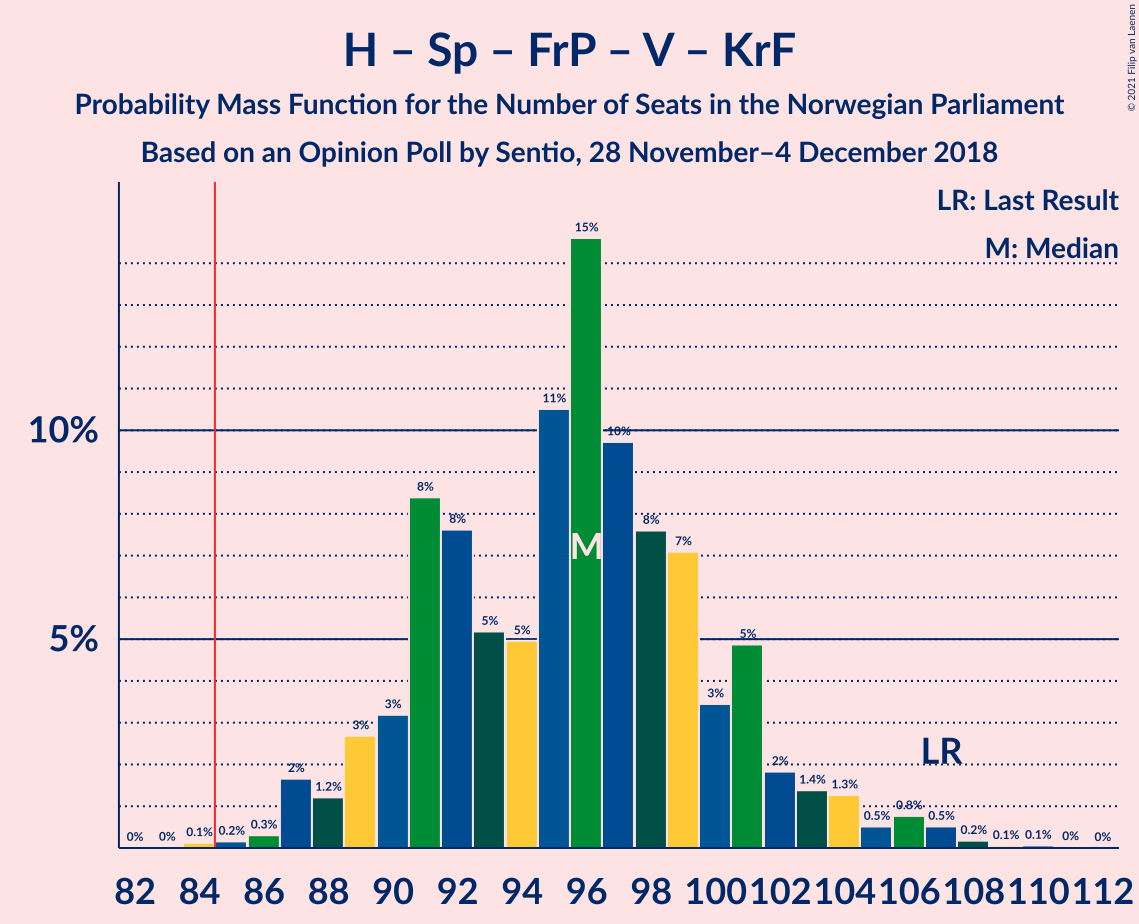 H – Sp – FrP – V – KrF
Probability Mass Function for the Number of Seats in the Norwegian Parliament
Based on an Opinion Poll by Sentio, 28 November–4 December 2018
© 2021 Filip van Laenen
LR: Last Result
M: Median
10%
5%
0% 0% 0.1% 0.2% 0.3% 2% 1.2% 3% 3% 8% 8% 5% 5% 11% 15% 10% 8% 7% 3% 5% 2% 1.4% 1.3% 0.5% 0.8% 0.5% 0.2% 0.1% 0.1% 0% 0%
M
LR
82 84 86 88 90 92 94 96 98 100 102 104 106 108 110 112